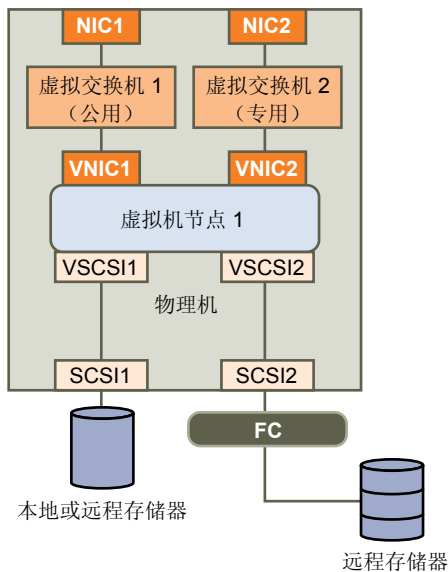 NIC1
NIC2
虚拟交换机 1
（公用）
虚拟交换机 2
（专用）
VNIC1
VNIC2
虚拟机节点 1
VSCSI1
VSCSI2
物理机
SCSI1
SCSI2
FC
本地或远程存储器
远程存储器